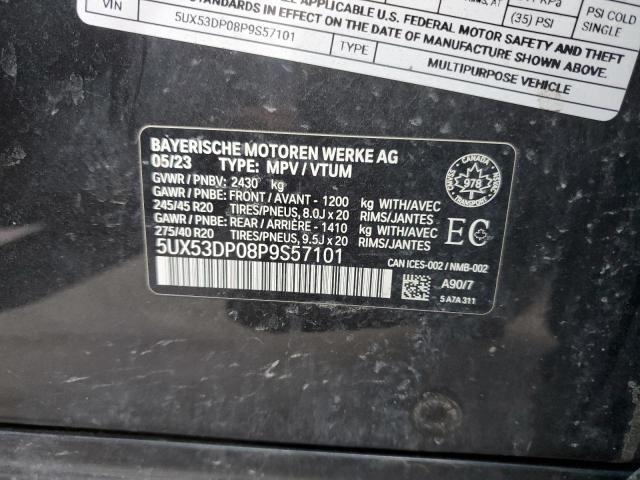 KPA
PSI COLD
(35) PSI
SINGLE
APPLICABLE U.S. FEDERAL MOTOR SAFETY AND THEFT
STANDARDS IN EFFECT ON THE DATE OF MANUFACTURE SHOWN ABOVE.
VIN
5UX53DP08P9S57101
TYPE
MULTIPURPOSE VEHICLE
BAYERISCHE MOTOREN WERKE AG
05/23 TYPE: MPV/VTUM
GVWR/PNBV: 2430 kg
GAWR/PNBE: FRONT/AVANT - 1200 kg WITH/AVEC
245/45 R20 TIRES/PNEUS, 8.0J x 20 RIMS/JANTES
GAWR/PNBE: REAR/ARRIÈRE - 1410 kg WITH/AVEC
275/40 R20 TIRES/PNEUS, 9.5J x 20 RIMS/JANTES
5UX53DP08P9S57101
CANADA
978
TRANSPORT
EC
CAN ICES-002 / NMB-002
A90/7
5 A7A 311